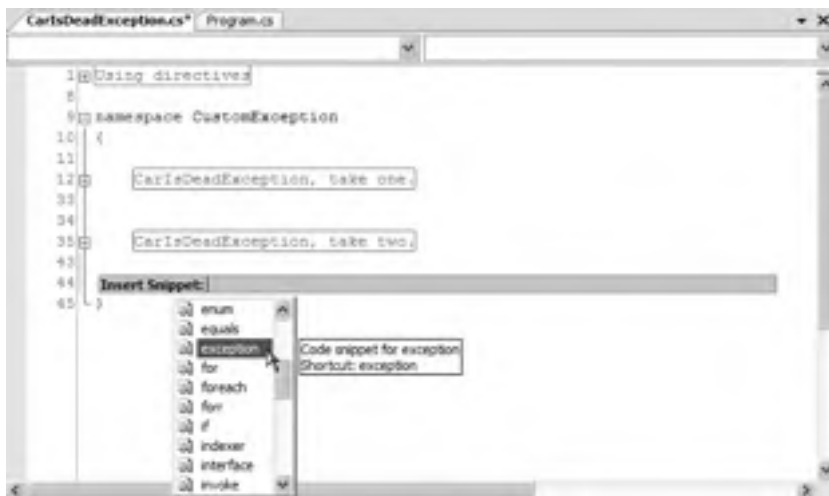 CarIsDeadException.cs* Program.cs
1 Using directives
8
9 namespace CustomException
10 {
11
12 CarIsDeadException, take one.
33
34
35 CarIsDeadException, take two.
43
44 Insert Snippet:
45 }
enum
equals
exception
for
foreach
forr
if
indexer
interface
invoke
Code snippet for exception
Shortcut: exception